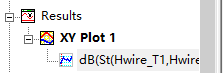 Results
XY Plot 1
dB(St(Hwire_T1,Hwire